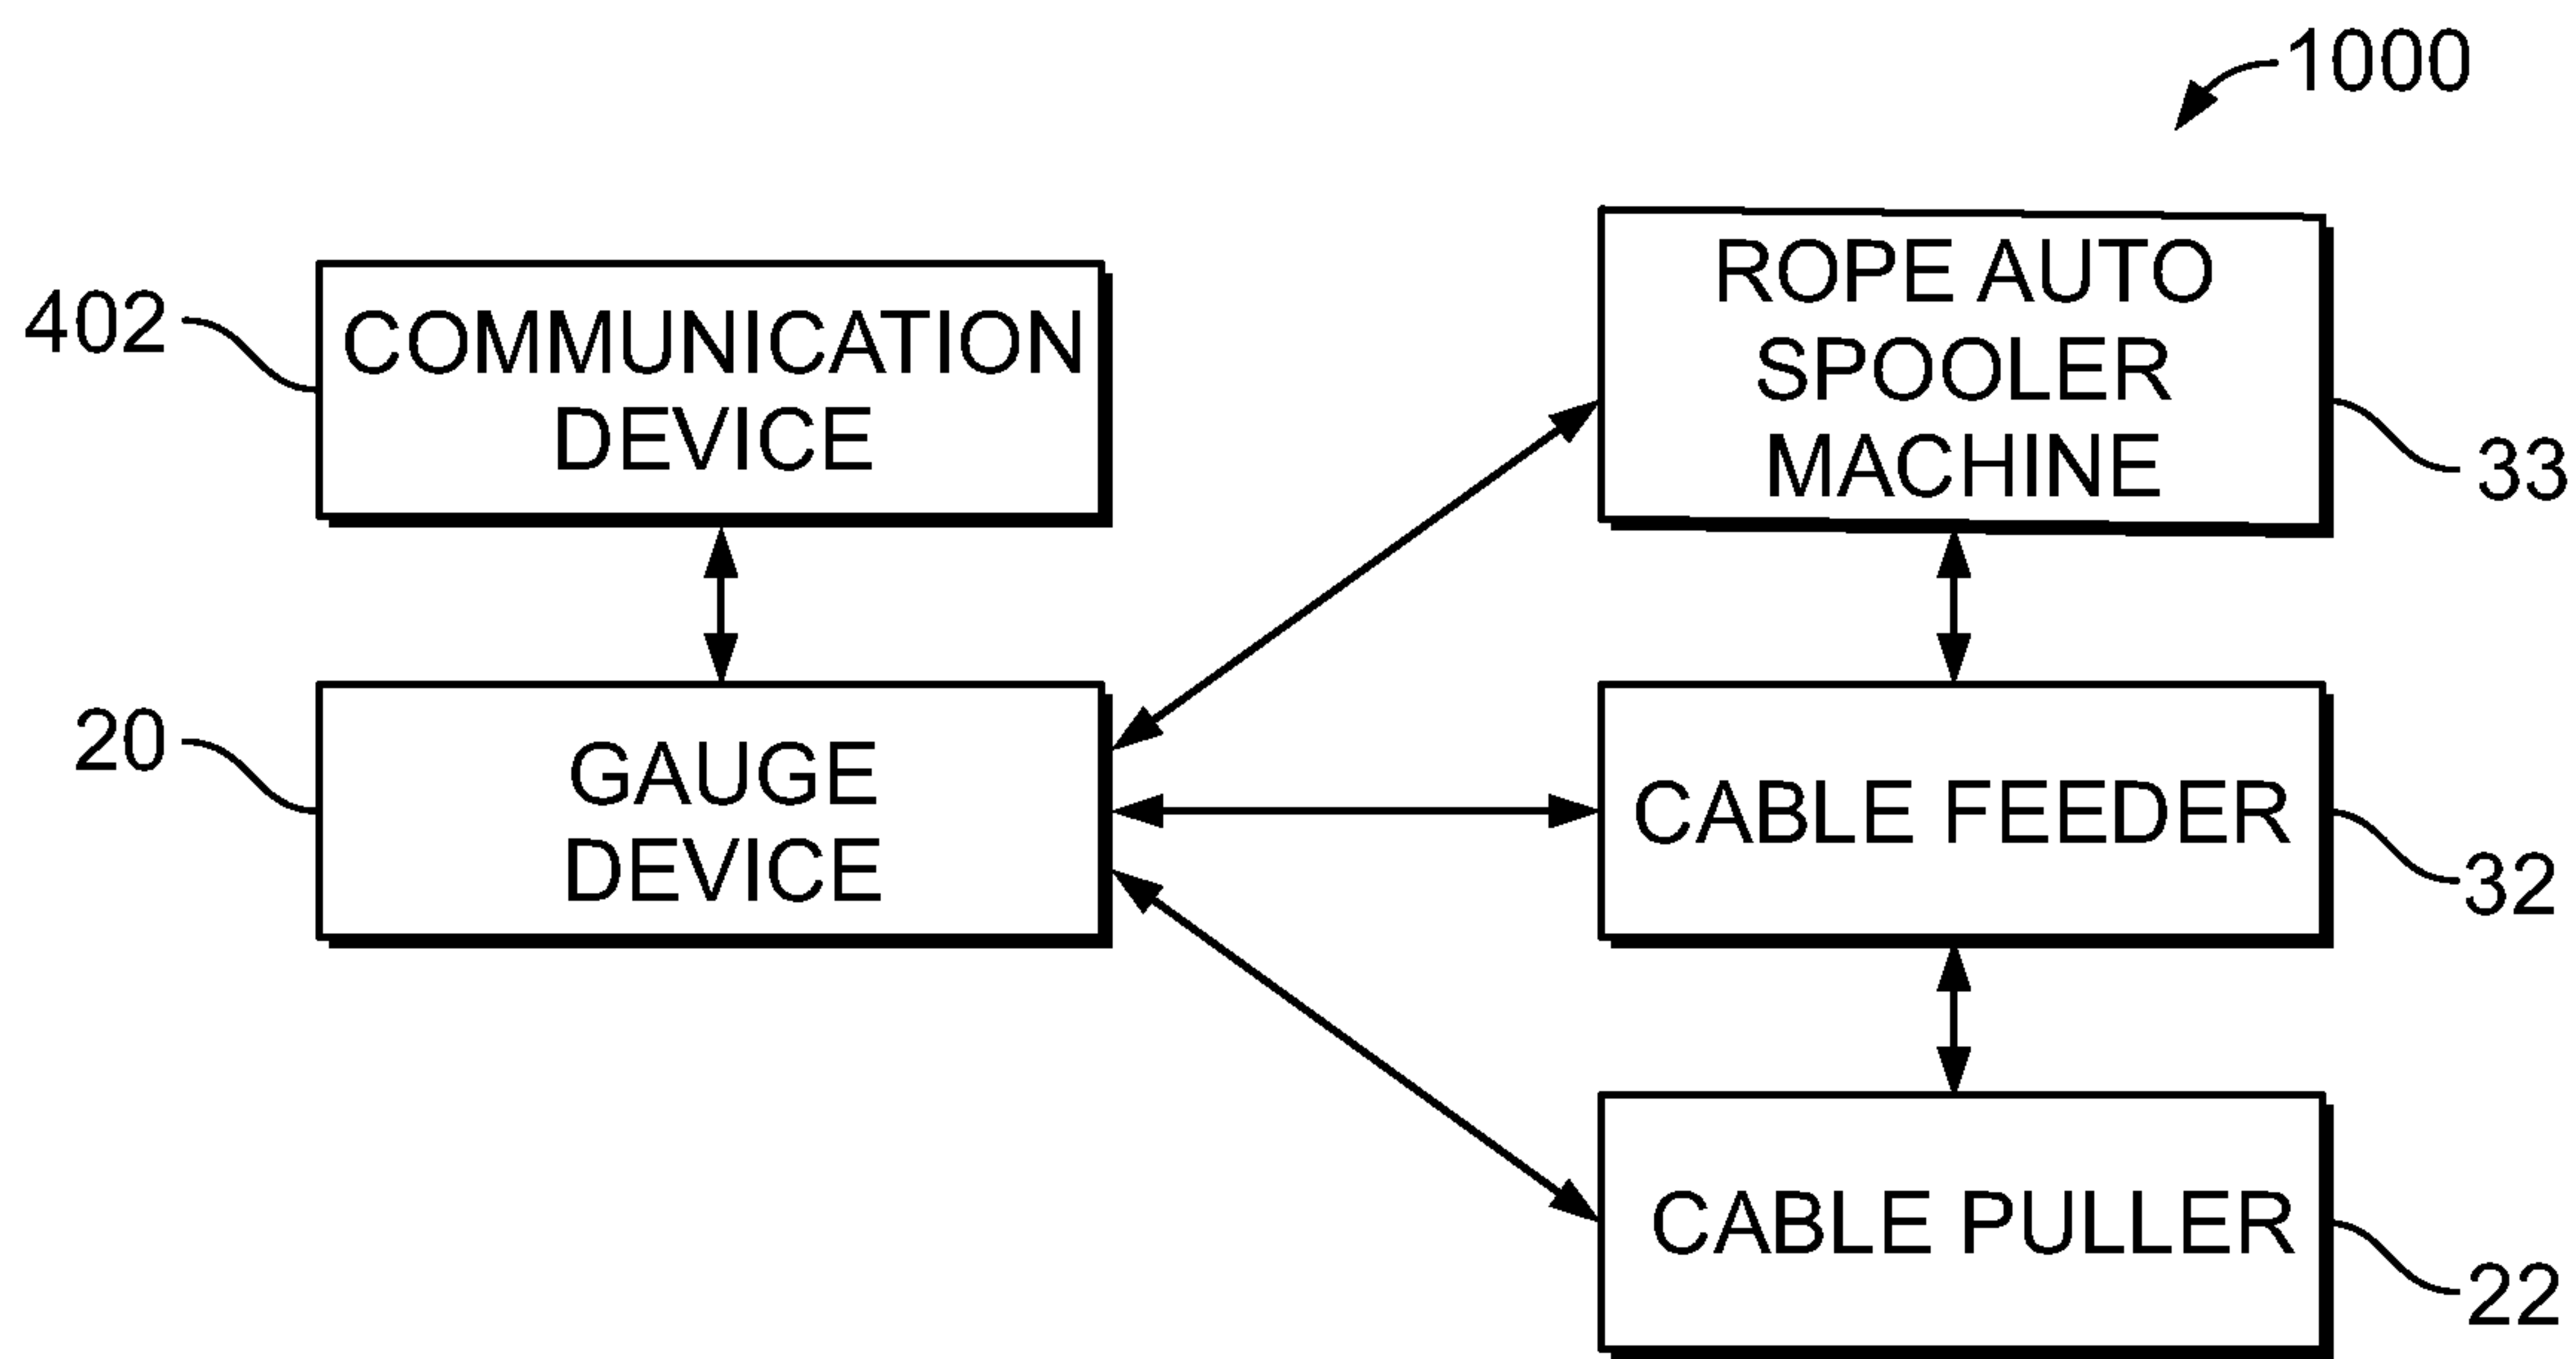 1000
402
COMMUNICATION
DEVICE
ROPE AUTO
SPOOLER
MACHINE
33
20
GAUGE
DEVICE
CABLE FEEDER
32
CABLE PULLER
22